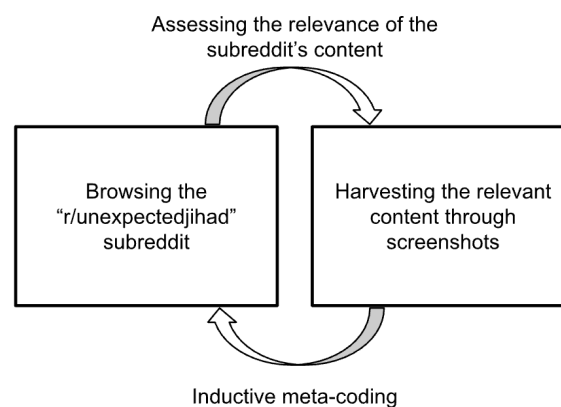 Assessing the relevance of the
subreddit's content
Browsing the
“r/unexpectedjihad”
subreddit
Harvesting the relevant
content through
screenshots
Inductive meta-coding